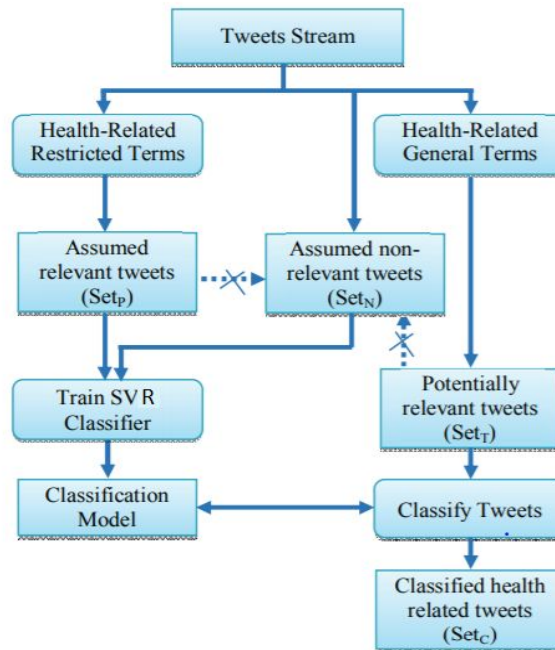 Tweets Stream
Health-Related
Restricted Terms
Health-Related
General Terms
Assumed
relevant tweets
(SetP)
Assumed non-
relevant tweets
(SetN)
Train SVR
Classifier
Potentially
relevant tweets
(SetT)
Classification
Model
Classify Tweets
Classified health
related tweets
(SetC)